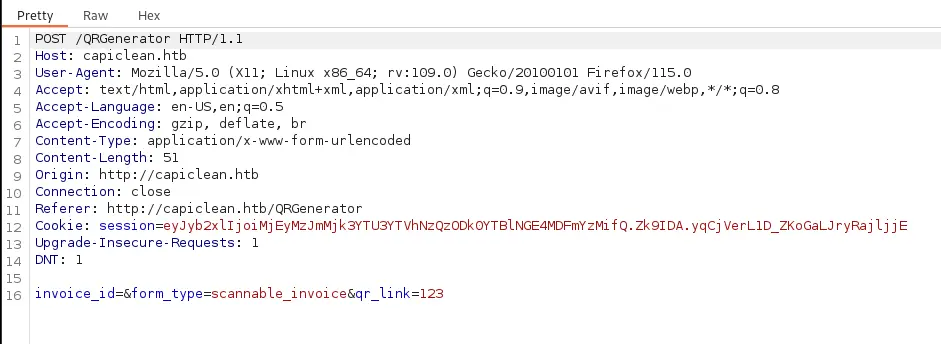 Pretty Raw Hex
1 POST /QRGenerator HTTP/1.1
2 Host: capiclean.htb
3 User-Agent: Mozilla/5.0 (X11; Linux x86_64; rv:109.0) Gecko/20100101 Firefox/115.0
4 Accept: text/html,application/xhtml+xml,application/xml;q=0.9,image/avif,image/webp,*/*;q=0.8
5 Accept-Language: en-US,en;q=0.5
6 Accept-Encoding: gzip, deflate, br
7 Content-Type: application/x-www-form-urlencoded
8 Content-Length: 51
9 Origin: http://capiclean.htb
10 Connection: close
11 Referer: http://capiclean.htb/QRGenerator
12 Cookie: session=eyJyb2xlIjoiMjEyMzJmMjk3YTU3YTVhNzQzODk0YTBlNGE4MDFmYzMifQ.Zk9IDA.yqCjVerL1D_ZKoGaLJryRajljjE
13 Upgrade-Insecure-Requests: 1
14 DNT: 1
15
16 invoice_id=&form_type=scannable_invoice&qr_link=123